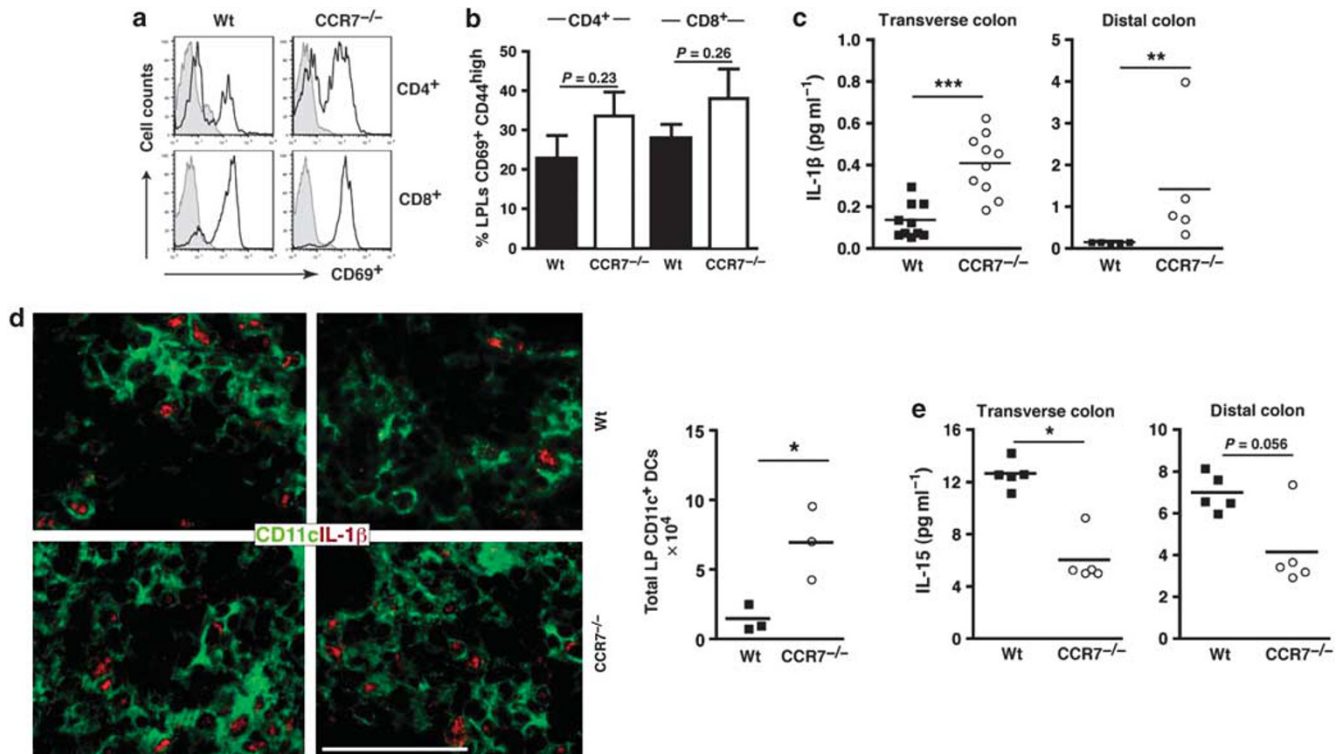 a
Wt
CCR7⁻/⁻
Cell counts
CD4⁺
CD8⁺
CD69⁺
b
CD4⁺
CD8⁺
% LPLs CD69⁺ CD44ʰⁱᵍʰ
50
40
30
20
10
0
P = 0.23
P = 0.26
Wt
CCR7⁻/⁻
Wt
CCR7⁻/⁻
c
Transverse colon
IL-1β (pg ml⁻¹)
1.0
0.8
0.6
0.4
0.2
0.0
***
Wt
CCR7⁻/⁻
Distal colon
5
4
3
2
1
0
**
Wt
CCR7⁻/⁻
d
CD11cIL-1β
Wt
CCR7⁻/⁻
Total LP CD11c⁺ DCs
× 10⁴
15
10
5
0
*
Wt
CCR7⁻/⁻
e
Transverse colon
IL-15 (pg ml⁻¹)
16
12
8
4
0
*
Wt
CCR7⁻/⁻
Distal colon
10
8
6
4
2
0
P = 0.056
Wt
CCR7⁻/⁻